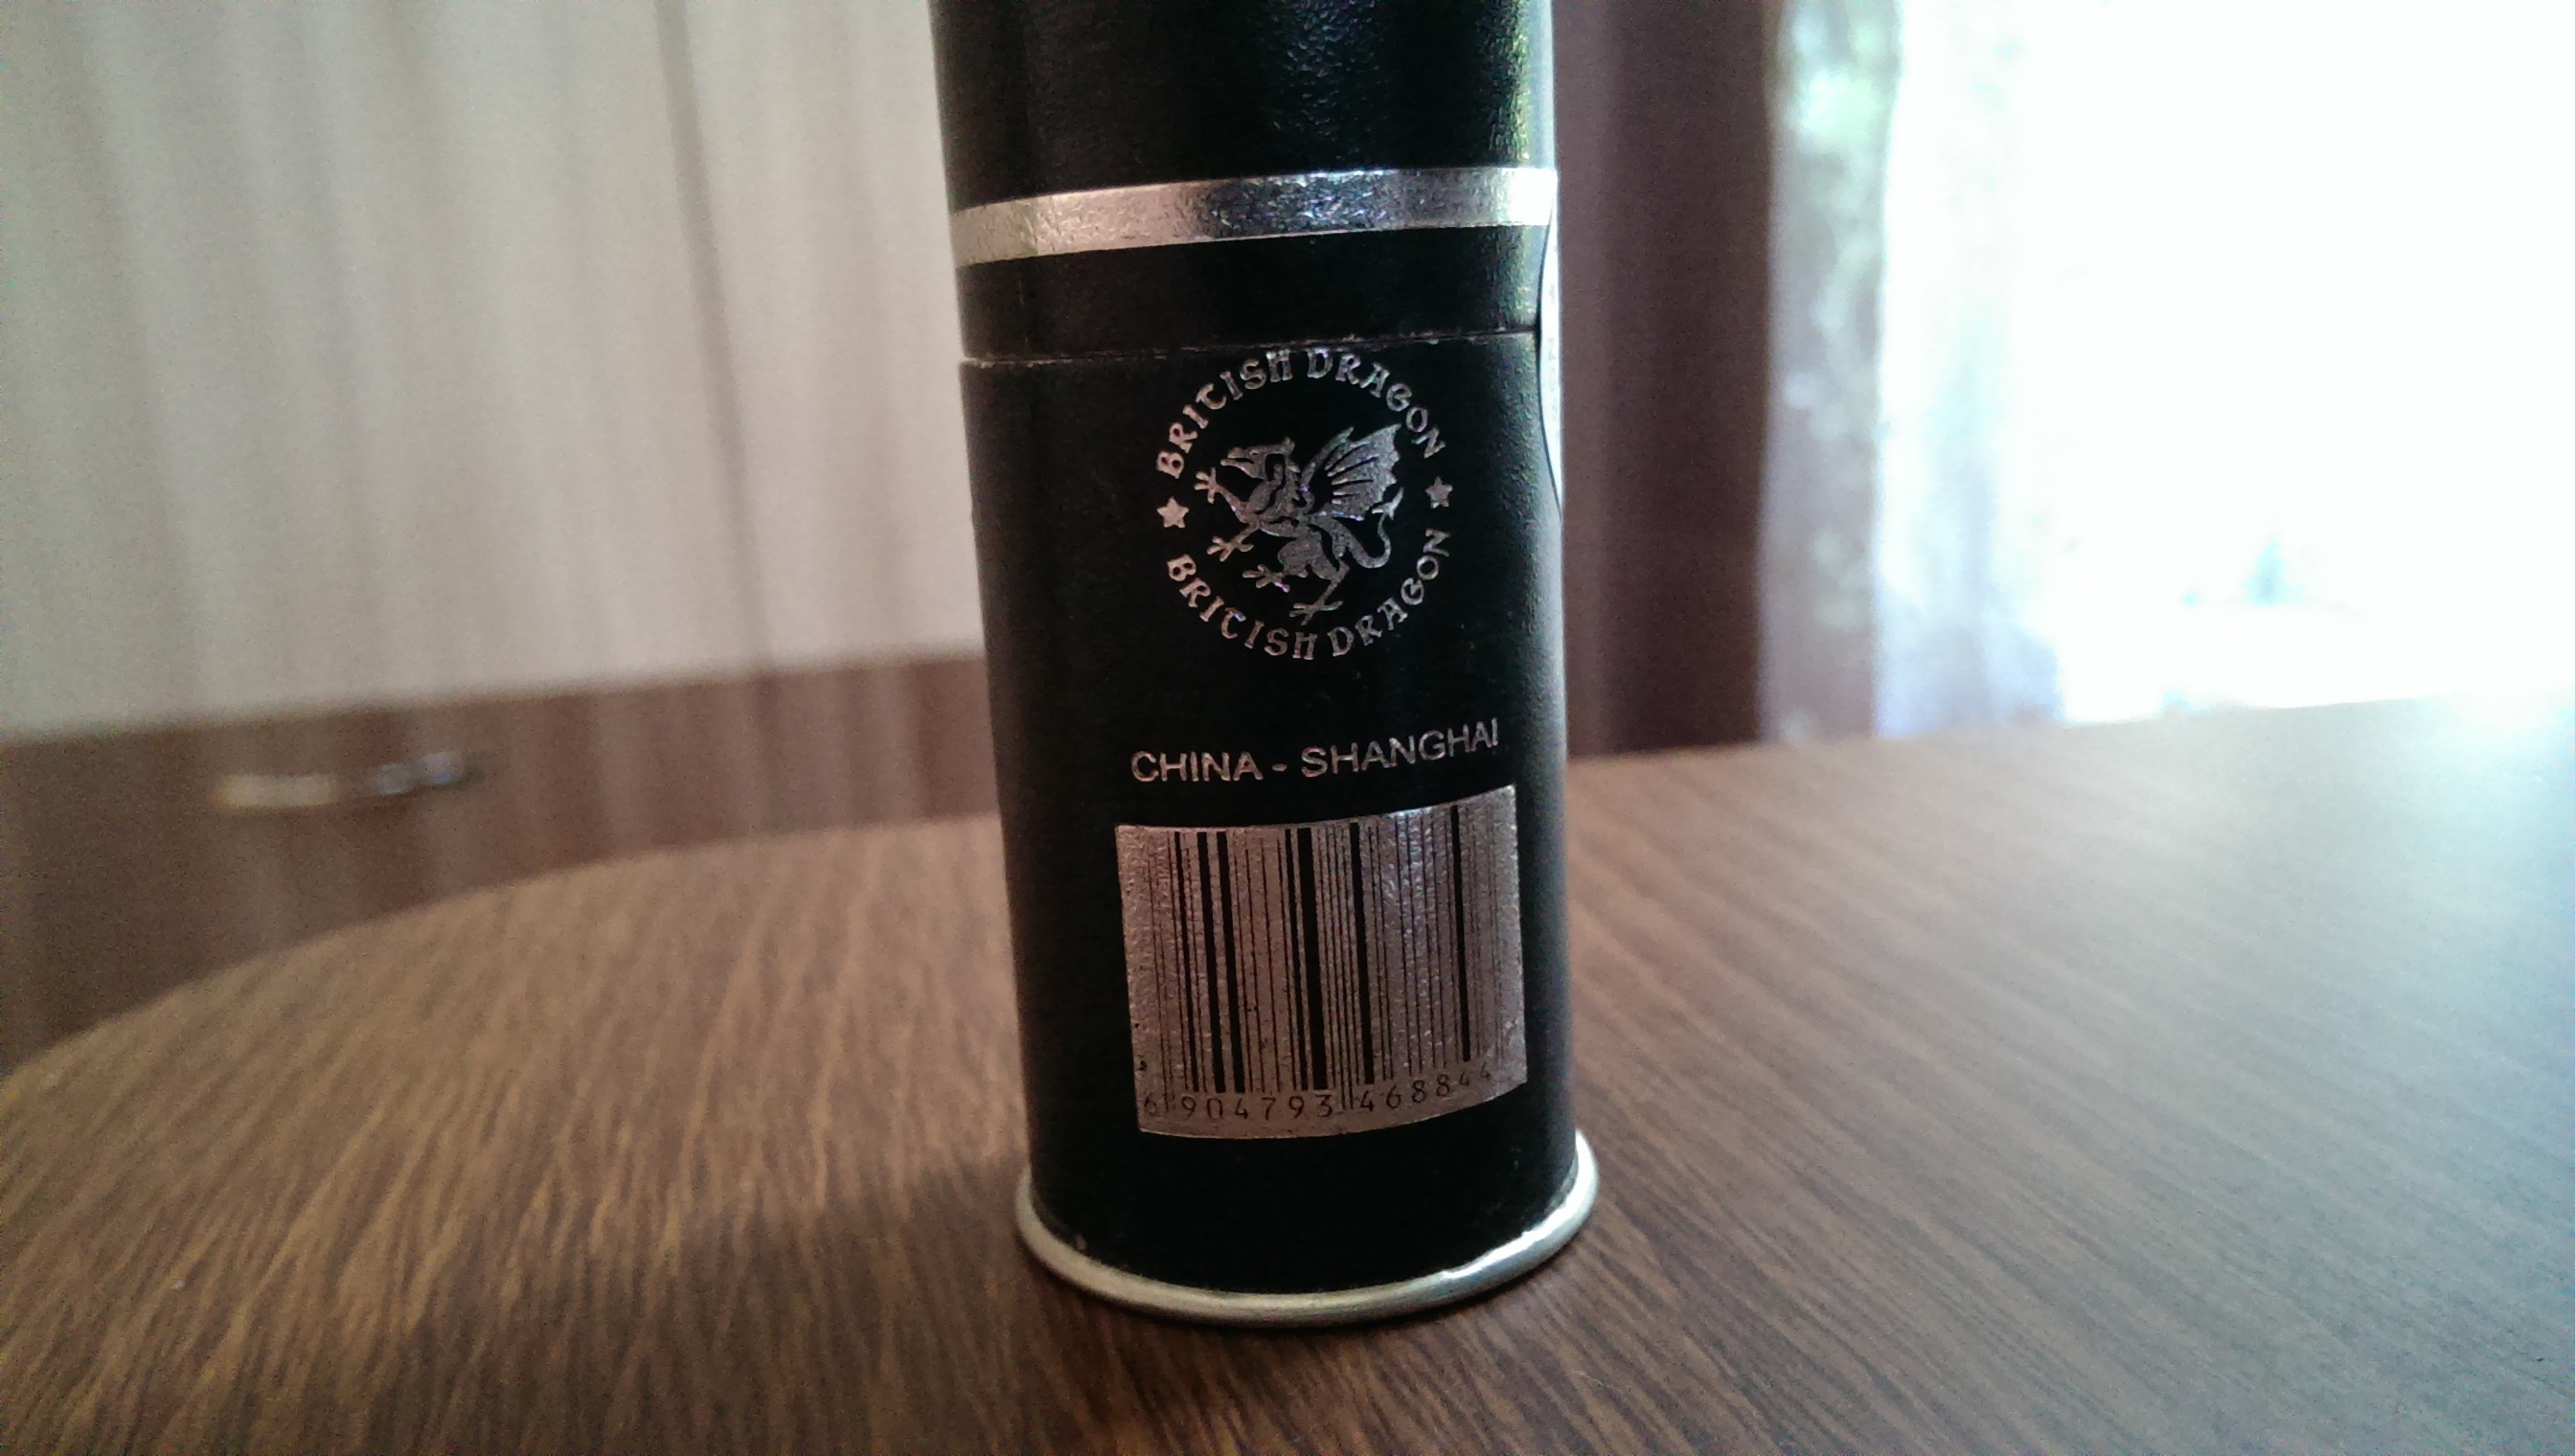 BRITISH DRAGON
BRITISH DRAGON
CHINA - SHANGHAI
6 904793 468844